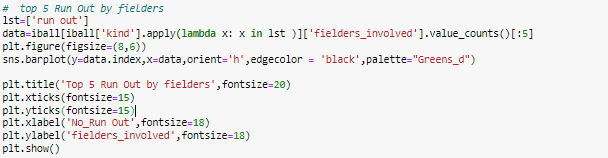 # top 5 Run Out by fielders
lst=['run out']
data=iball[iball['kind'].apply(lambda x: x in lst )]['fielders_involved'].value_counts()[:5]
plt.figure(figsize=(8,6))
sns.barplot(y=data.index,x=data,orient='h',edgecolor = 'black',palette="Greens_d")
plt.title('Top 5 Run Out by fielders',fontsize=20)
plt.xticks(fontsize=15)
plt.yticks(fontsize=15)
plt.xlabel('No_Run Out',fontsize=18)
plt.ylabel('fielders_involved',fontsize=18)
plt.show()